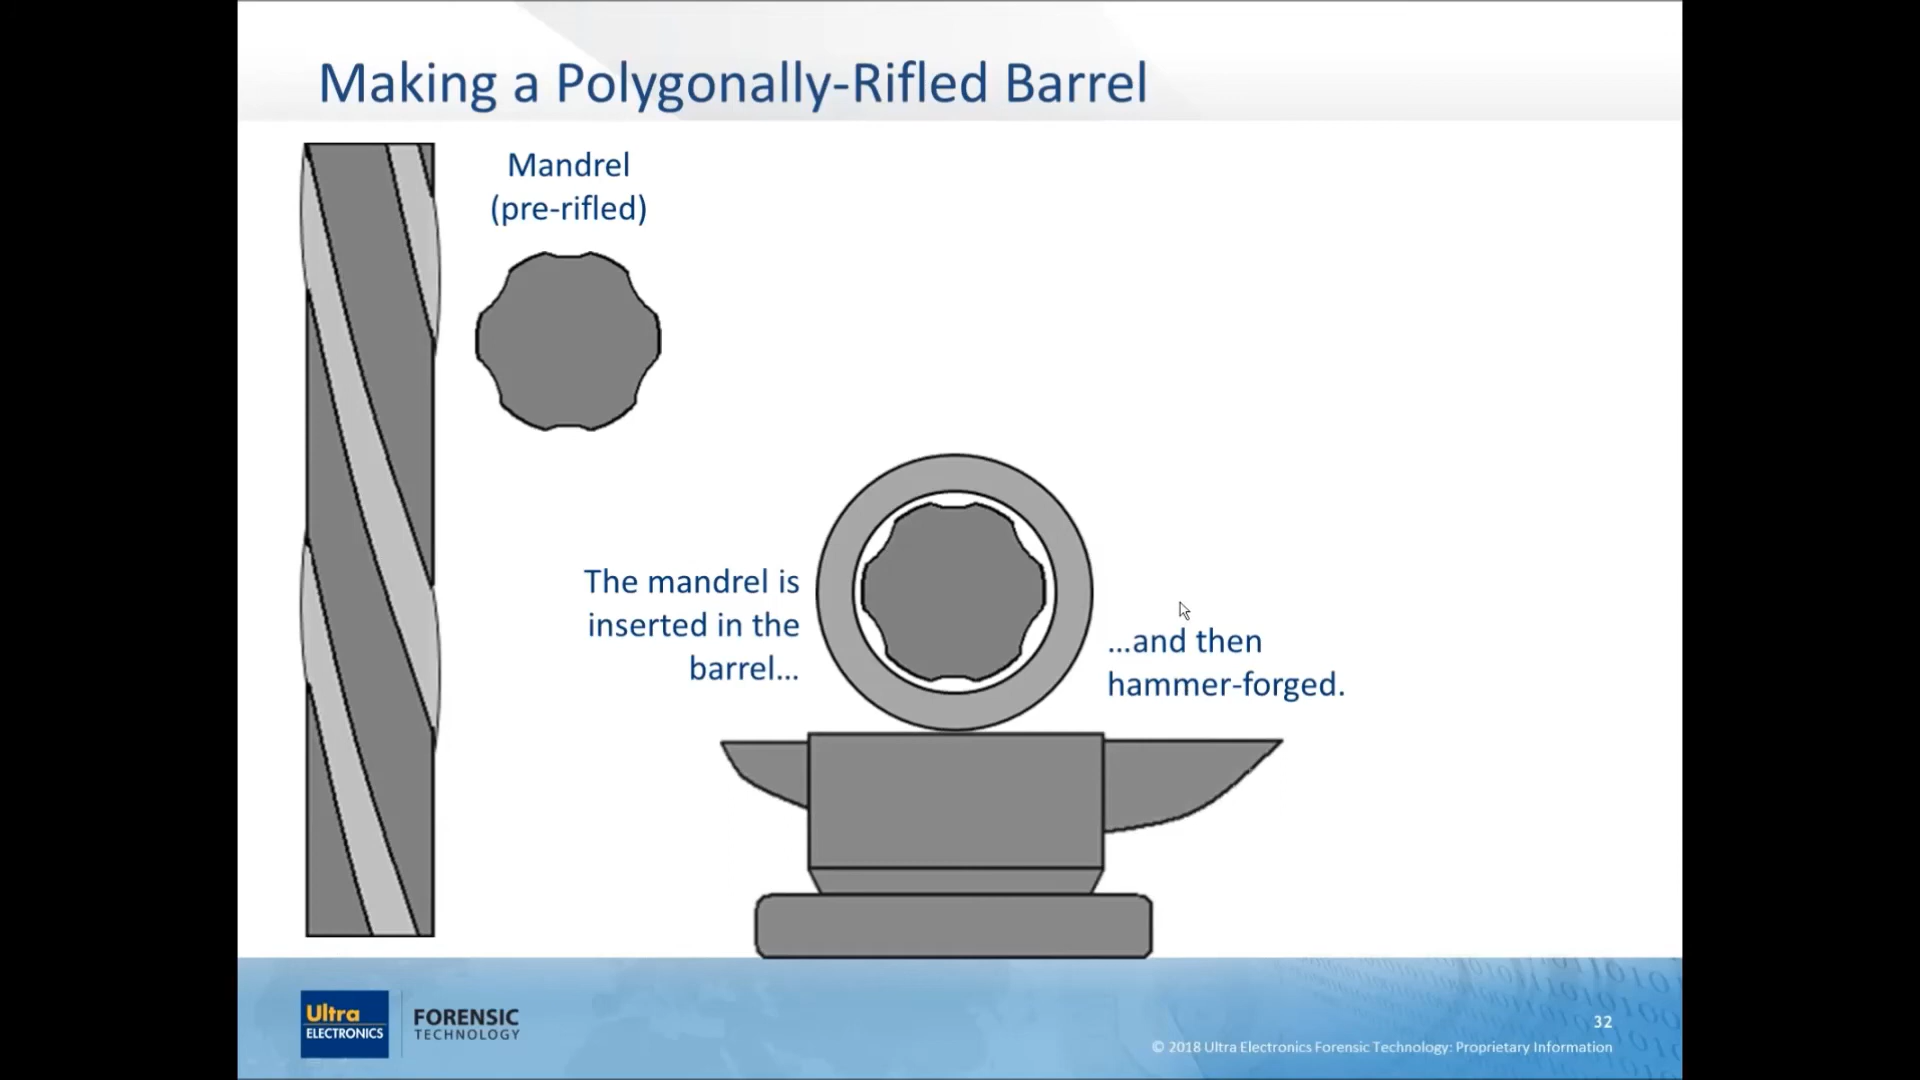 Making a Polygonally-Rifled Barrel
Mandrel
(pre-rifled)
The mandrel is
inserted in the
barrel...
...and then
hammer-forged.
Ultra
ELECTRONICS
FORENSIC
TECHNOLOGY
32
© 2018 Ultra Electronics Forensic Technology: Proprietary Information